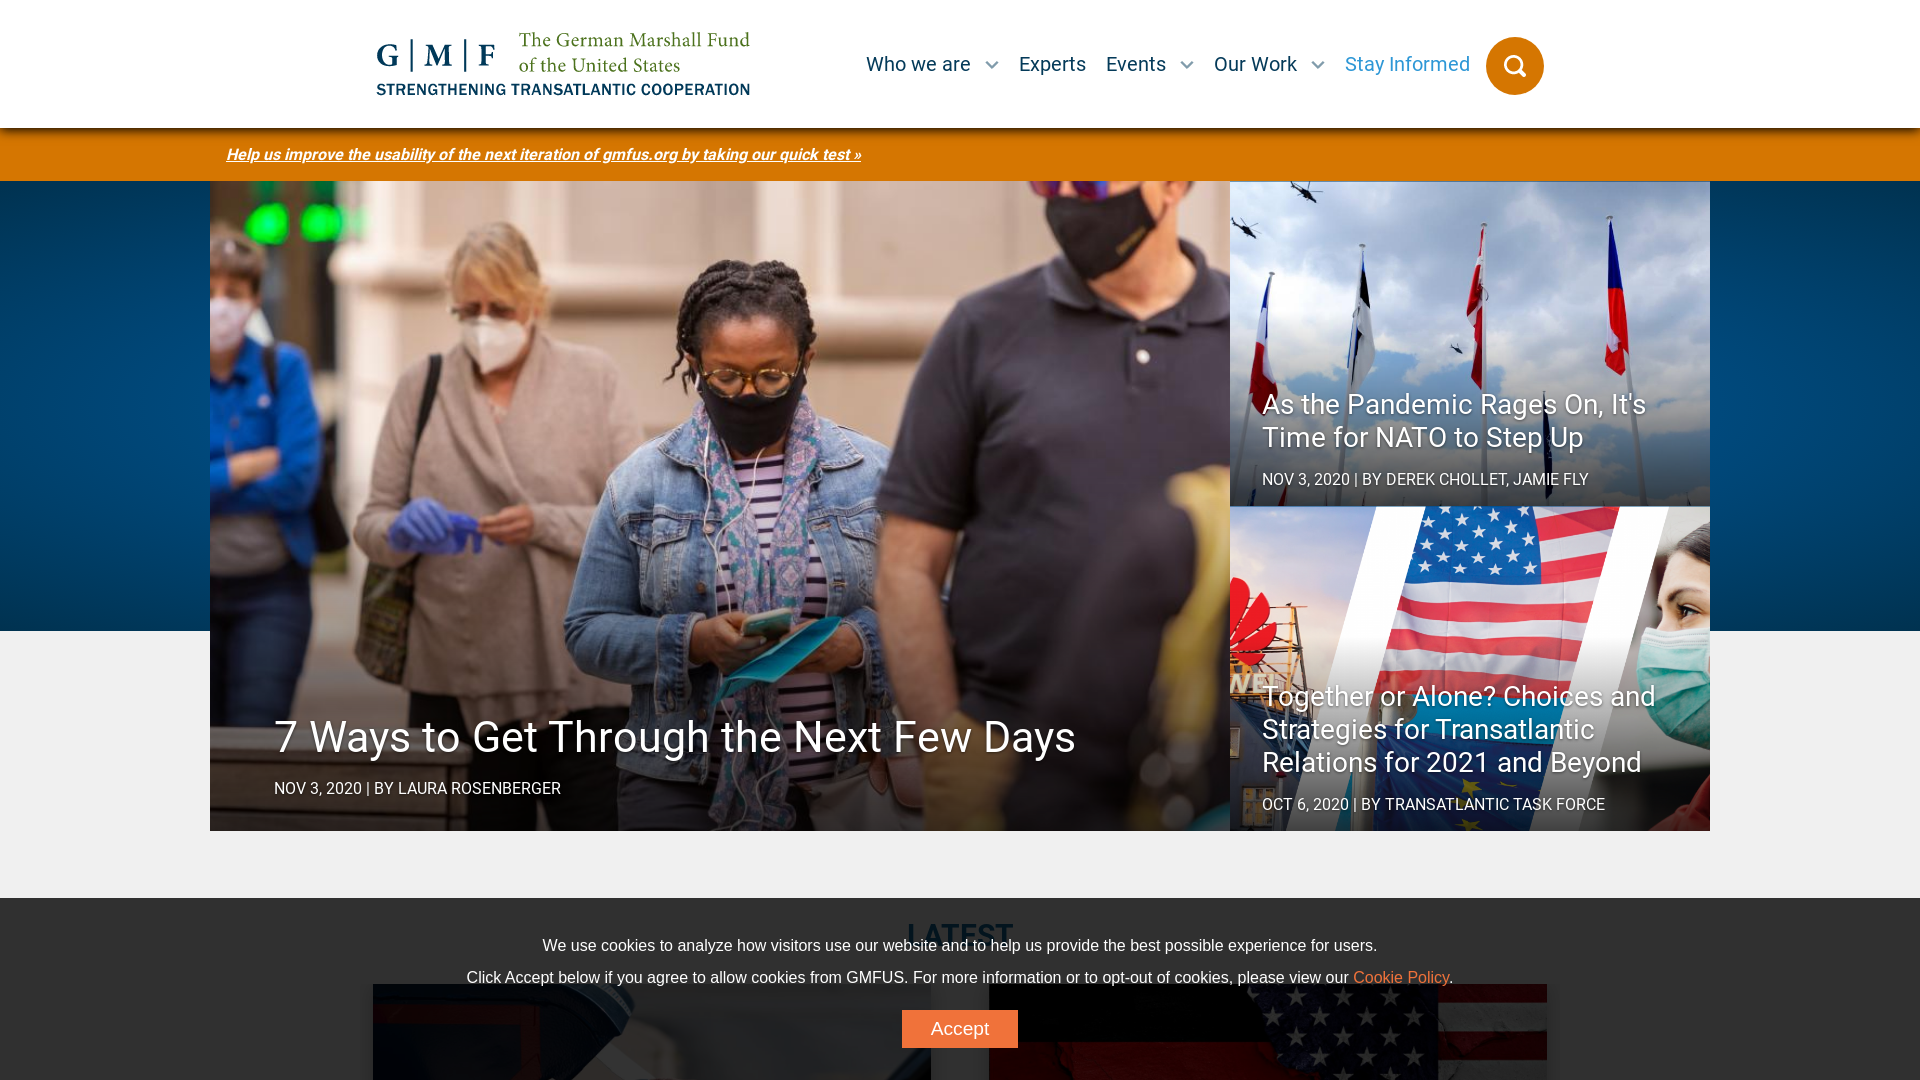 G|M|F
The German Marshall Fund
of the United States
STRENGTHENING TRANSATLANTIC COOPERATION
Who we are
Experts
Events
Our Work
Stay Informed
Help us improve the usability of the next iteration of gmfus.org by taking our quick test »
As the Pandemic Rages On, It's
Time for NATO to Step Up
NOV 3, 2020 | BY DEREK CHOLLET, JAMIE FLY
7 Ways to Get Through the Next Few Days
NOV 3, 2020 | BY LAURA ROSENBERGER
Together or Alone? Choices and
Strategies for Transatlantic
Relations for 2021 and Beyond
OCT 6, 2020 | BY TRANSATLANTIC TASK FORCE
LATEST
We use cookies to analyze how visitors use our website and to help us provide the best possible experience for users.
Click Accept below if you agree to allow cookies from GMFUS. For more information or to opt-out of cookies, please view our Cookie Policy.
Accept